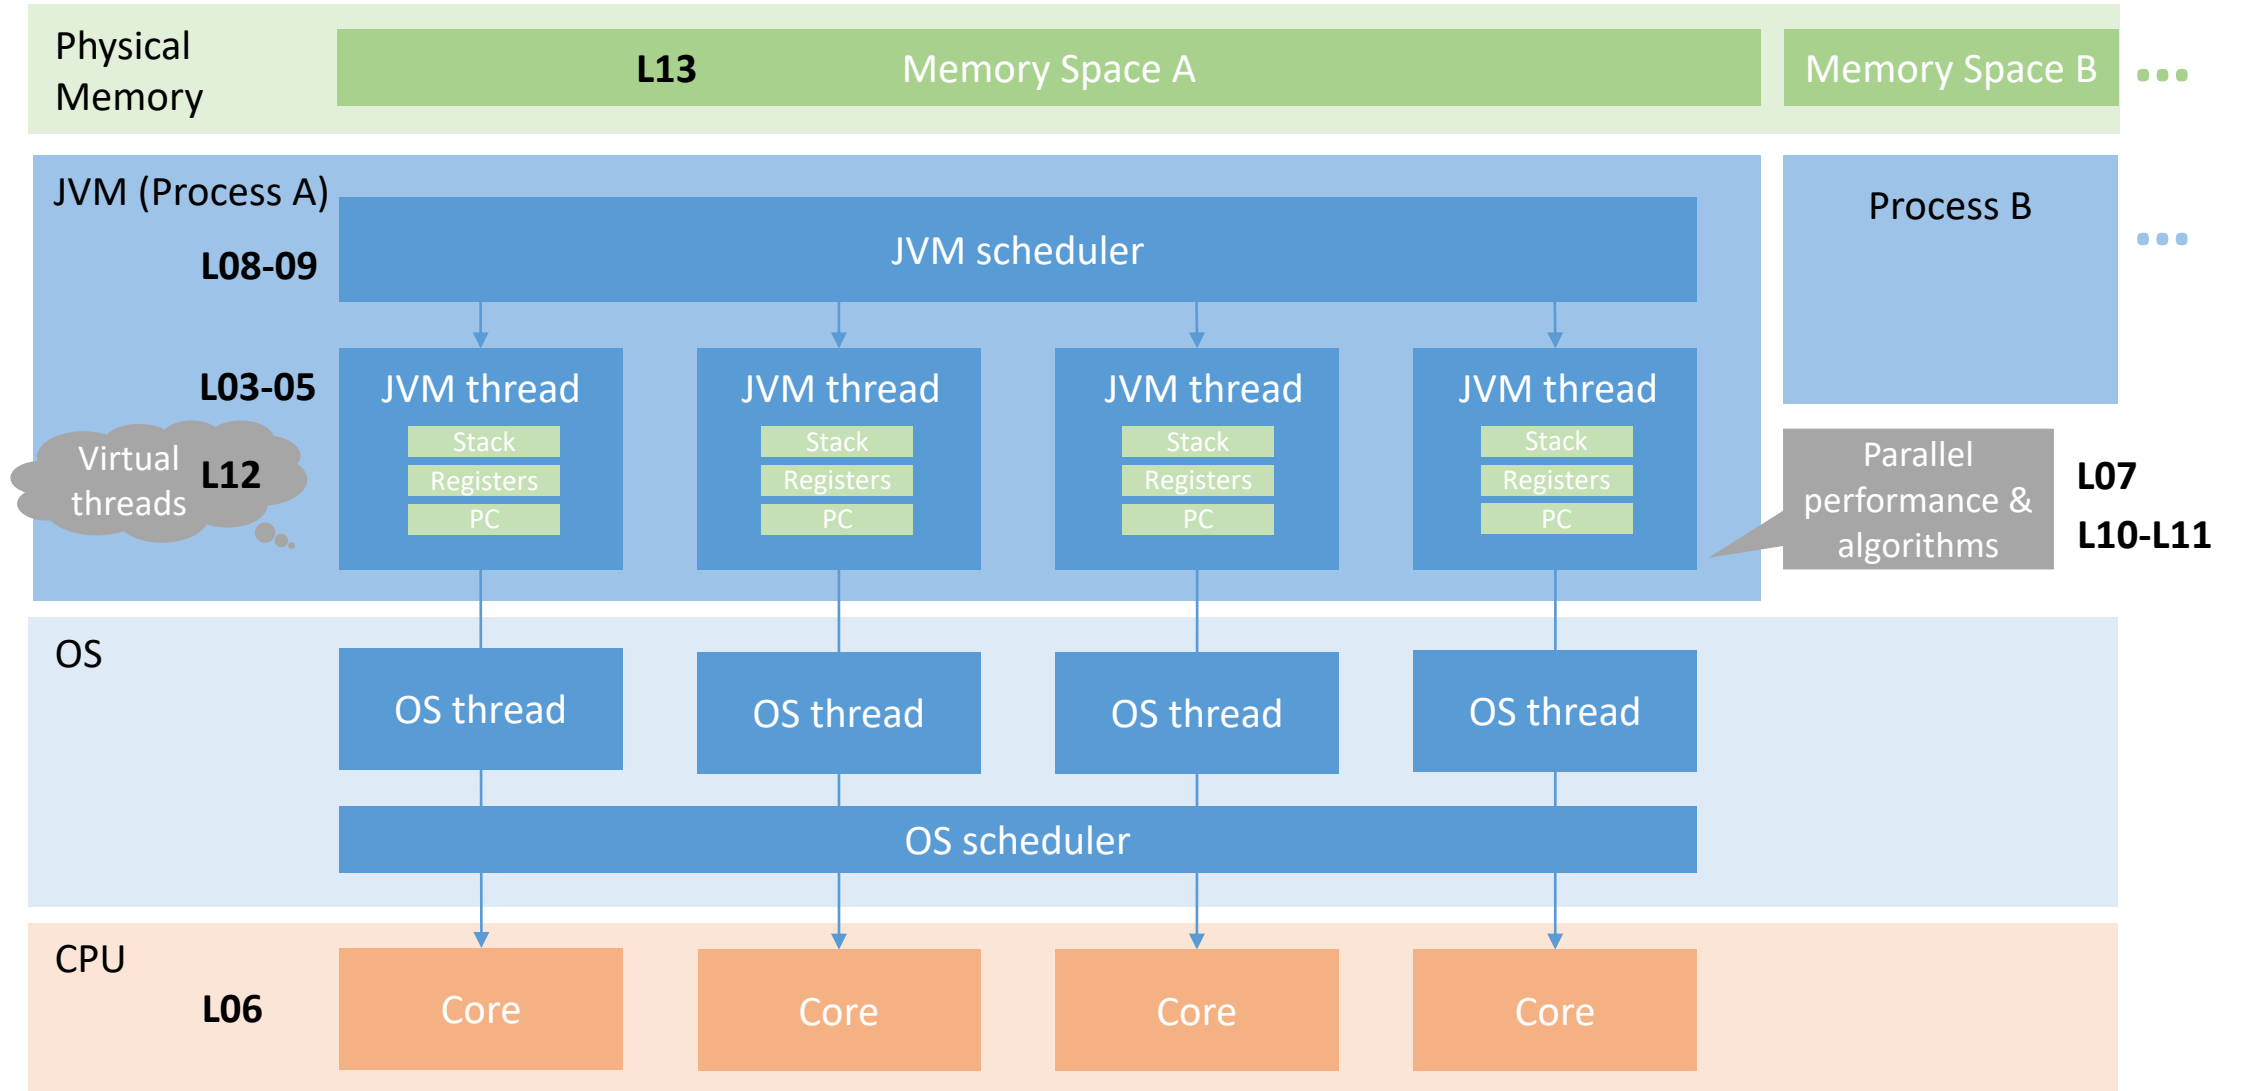 Physical
Memory
L13
Memory Space A
Memory Space B
JVM (Process A)
Process B
JVM scheduler
L08-09
L03-05
JVM thread
JVM thread
JVM thread
JVM thread
Stack
Stack
Stack
Stack
Registers
Registers
Registers
Registers
PC
PC
PC
PC
Virtual
threads
L12
Parallel
performance &
algorithms
L07
L10-L11
OS
OS thread
OS thread
OS thread
OS thread
OS scheduler
CPU
L06
Core
Core
Core
Core